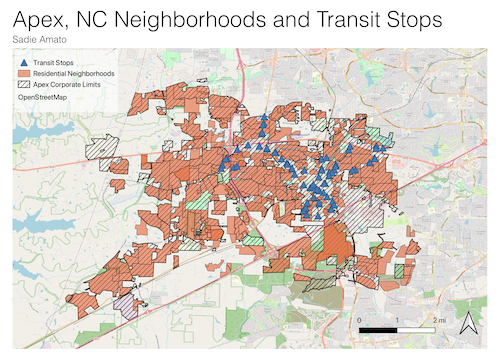 Apex, NC Neighborhoods and Transit Stops
Sadie Amato
Transit Stops
Residential Neighborhoods
Apex Corporate Limits
OpenStreetMap
0 1 2 mi